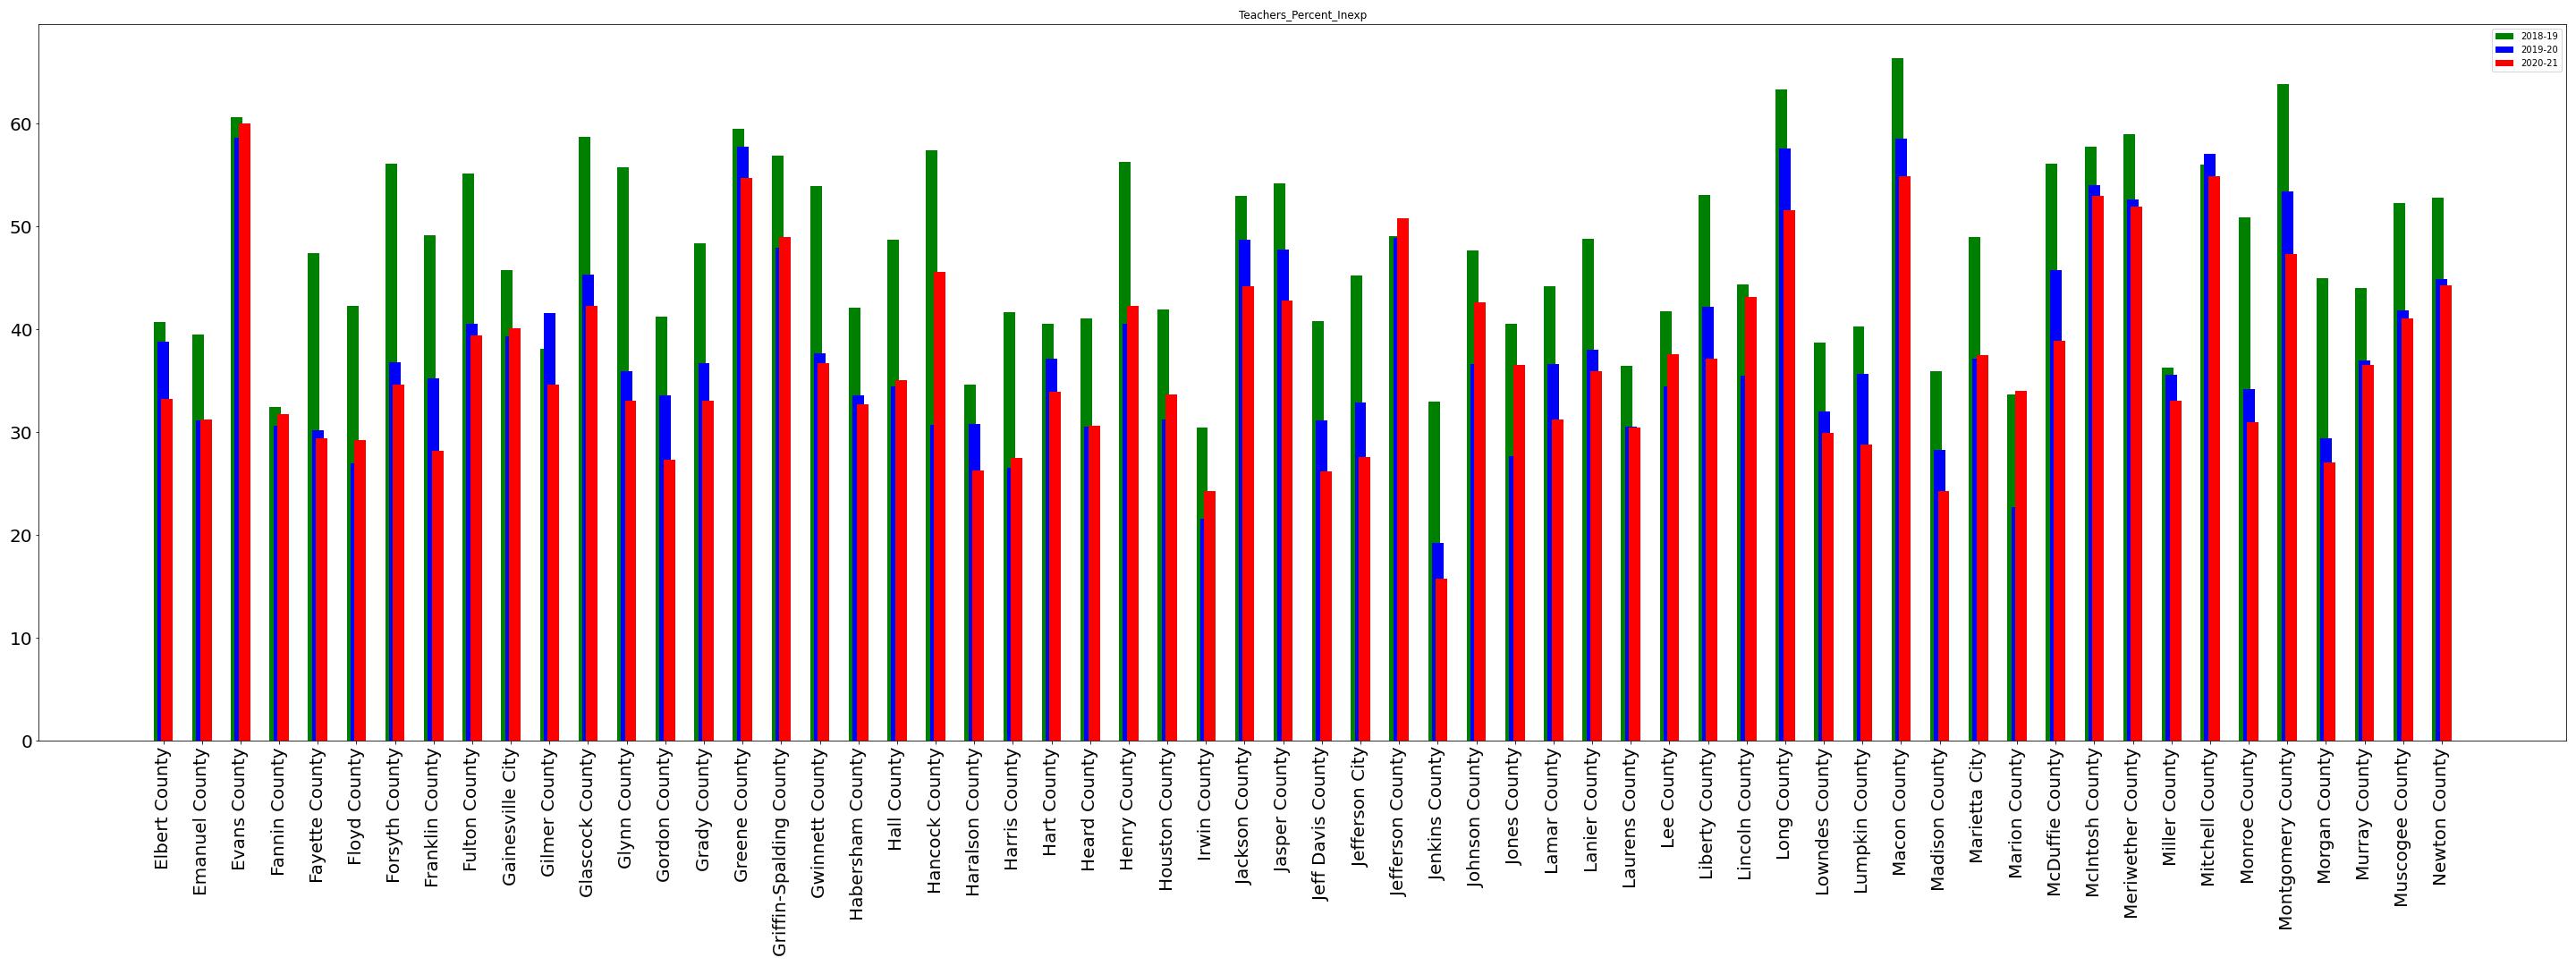 Teachers_Percent_Inexp
2018-19
2019-20
2020-21
60
50
40
30
20
10
0
Elbert County
Emanuel County
Evans County
Fannin County
Fayette County
Floyd County
Forsyth County
Franklin County
Fulton County
Gainesville City
Gilmer County
Glascock County
Glynn County
Gordon County
Grady County
Greene County
Griffin-Spalding County
Gwinnett County
Habersham County
Hall County
Hancock County
Haralson County
Harris County
Hart County
Heard County
Henry County
Houston County
Irwin County
Jackson County
Jasper County
Jeff Davis County
Jefferson City
Jefferson County
Jenkins County
Johnson County
Jones County
Lamar County
Lanier County
Laurens County
Lee County
Liberty County
Lincoln County
Long County
Lowndes County
Lumpkin County
Macon County
Madison County
Marietta City
Marion County
McDuffie County
McIntosh County
Meriwether County
Miller County
Mitchell County
Monroe County
Montgomery County
Morgan County
Murray County
Muscogee County
Newton County